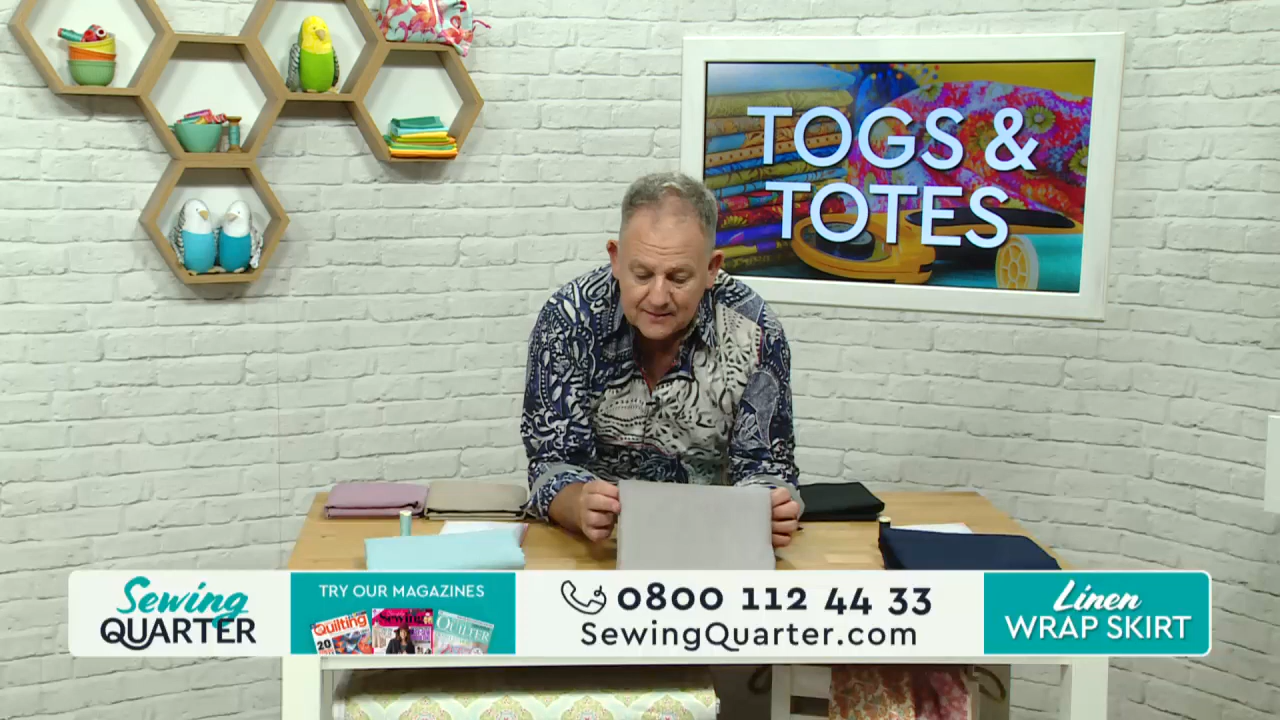 TOGS &
TOTES
Sewing
QUARTER
TRY OUR MAGAZINES
Quilting
20
Sewing
QUILTER
0800 112 44 33
SewingQuarter.com
Linen
WRAP SKIRT